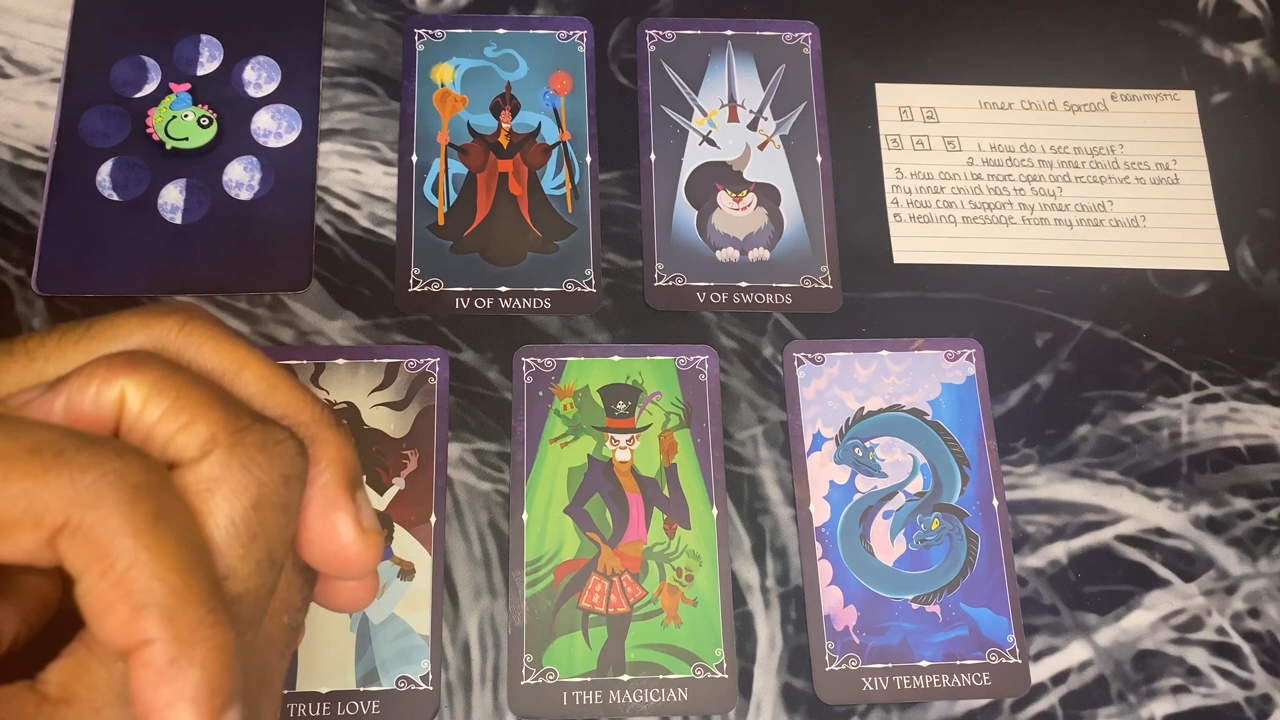 IV OF WANDS
V OF SWORDS
@danimystic
Inner Child Spread
1 2
3 4 5
1. How do I see myself?
2. How does my inner child sees me?
3. How can I be more open and receptive to what
my inner child has to say?
4. How can I support my inner child?
5. Healing message from my inner child?
TRUE LOVE
I THE MAGICIAN
XIV TEMPERANCE